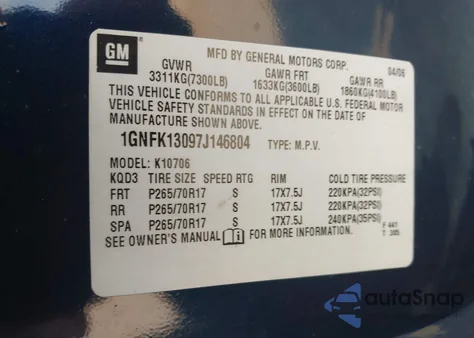 GM
MFD BY GENERAL MOTORS CORP.
04/06
GVWR GAWR FRT GAWR RR
3311KG(7300LB) 1633KG(3600LB) 1860KG(4100LB)
THIS VEHICLE CONFORMS TO ALL APPLICABLE U.S. FEDERAL MOTOR
VEHICLE SAFETY STANDARDS IN EFFECT ON THE DATE OF
MANUFACTURE SHOWN ABOVE.
1GNFK13097J146804 TYPE: M.P.V.
MODEL: K10706
KQD3 TIRE SIZE SPEED RTG RIM COLD TIRE PRESSURE
FRT P265/70R17 S 17X7.5J 220KPA(32PSI)
RR P265/70R17 S 17X7.5J 220KPA(32PSI)
SPA P265/70R17 S 17X7.5J 240KPA(35PSI)
SEE OWNER'S MANUAL FOR MORE INFORMATION.
F 441
T 305
autoSnap